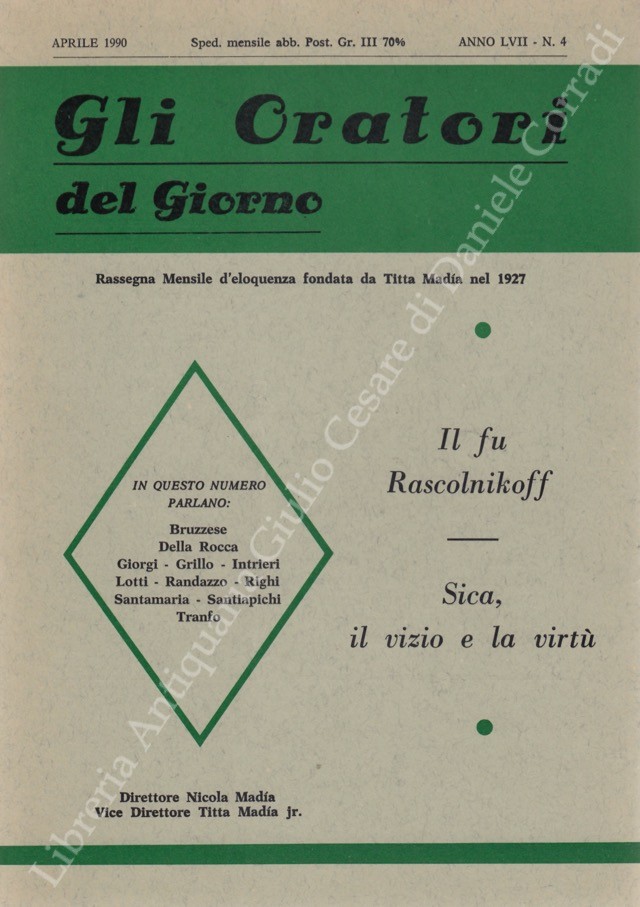 APRILE 1990 Sped. mensile abb. Post. Gr. III 70% ANNO LVII - N. 4
Gli Oratori
del Giorno
Rassegna Mensile d'eloquenza fondata da Titta Madía nel 1927
IN QUESTO NUMERO
PARLANO:
Bruzzese
Della Rocca
Giorgi - Grillo - Intrieri
Lotti - Randazzo - Righi
Santamaria - Santiapichi
Tranfo
Il fu
Rascolnikoff
Sica,
il vizio e la virtù
Direttore Nicola Madía
Vice Direttore Titta Madía jr.
Libreria Antiquaria Giulio Cesare di Daniele Corradi